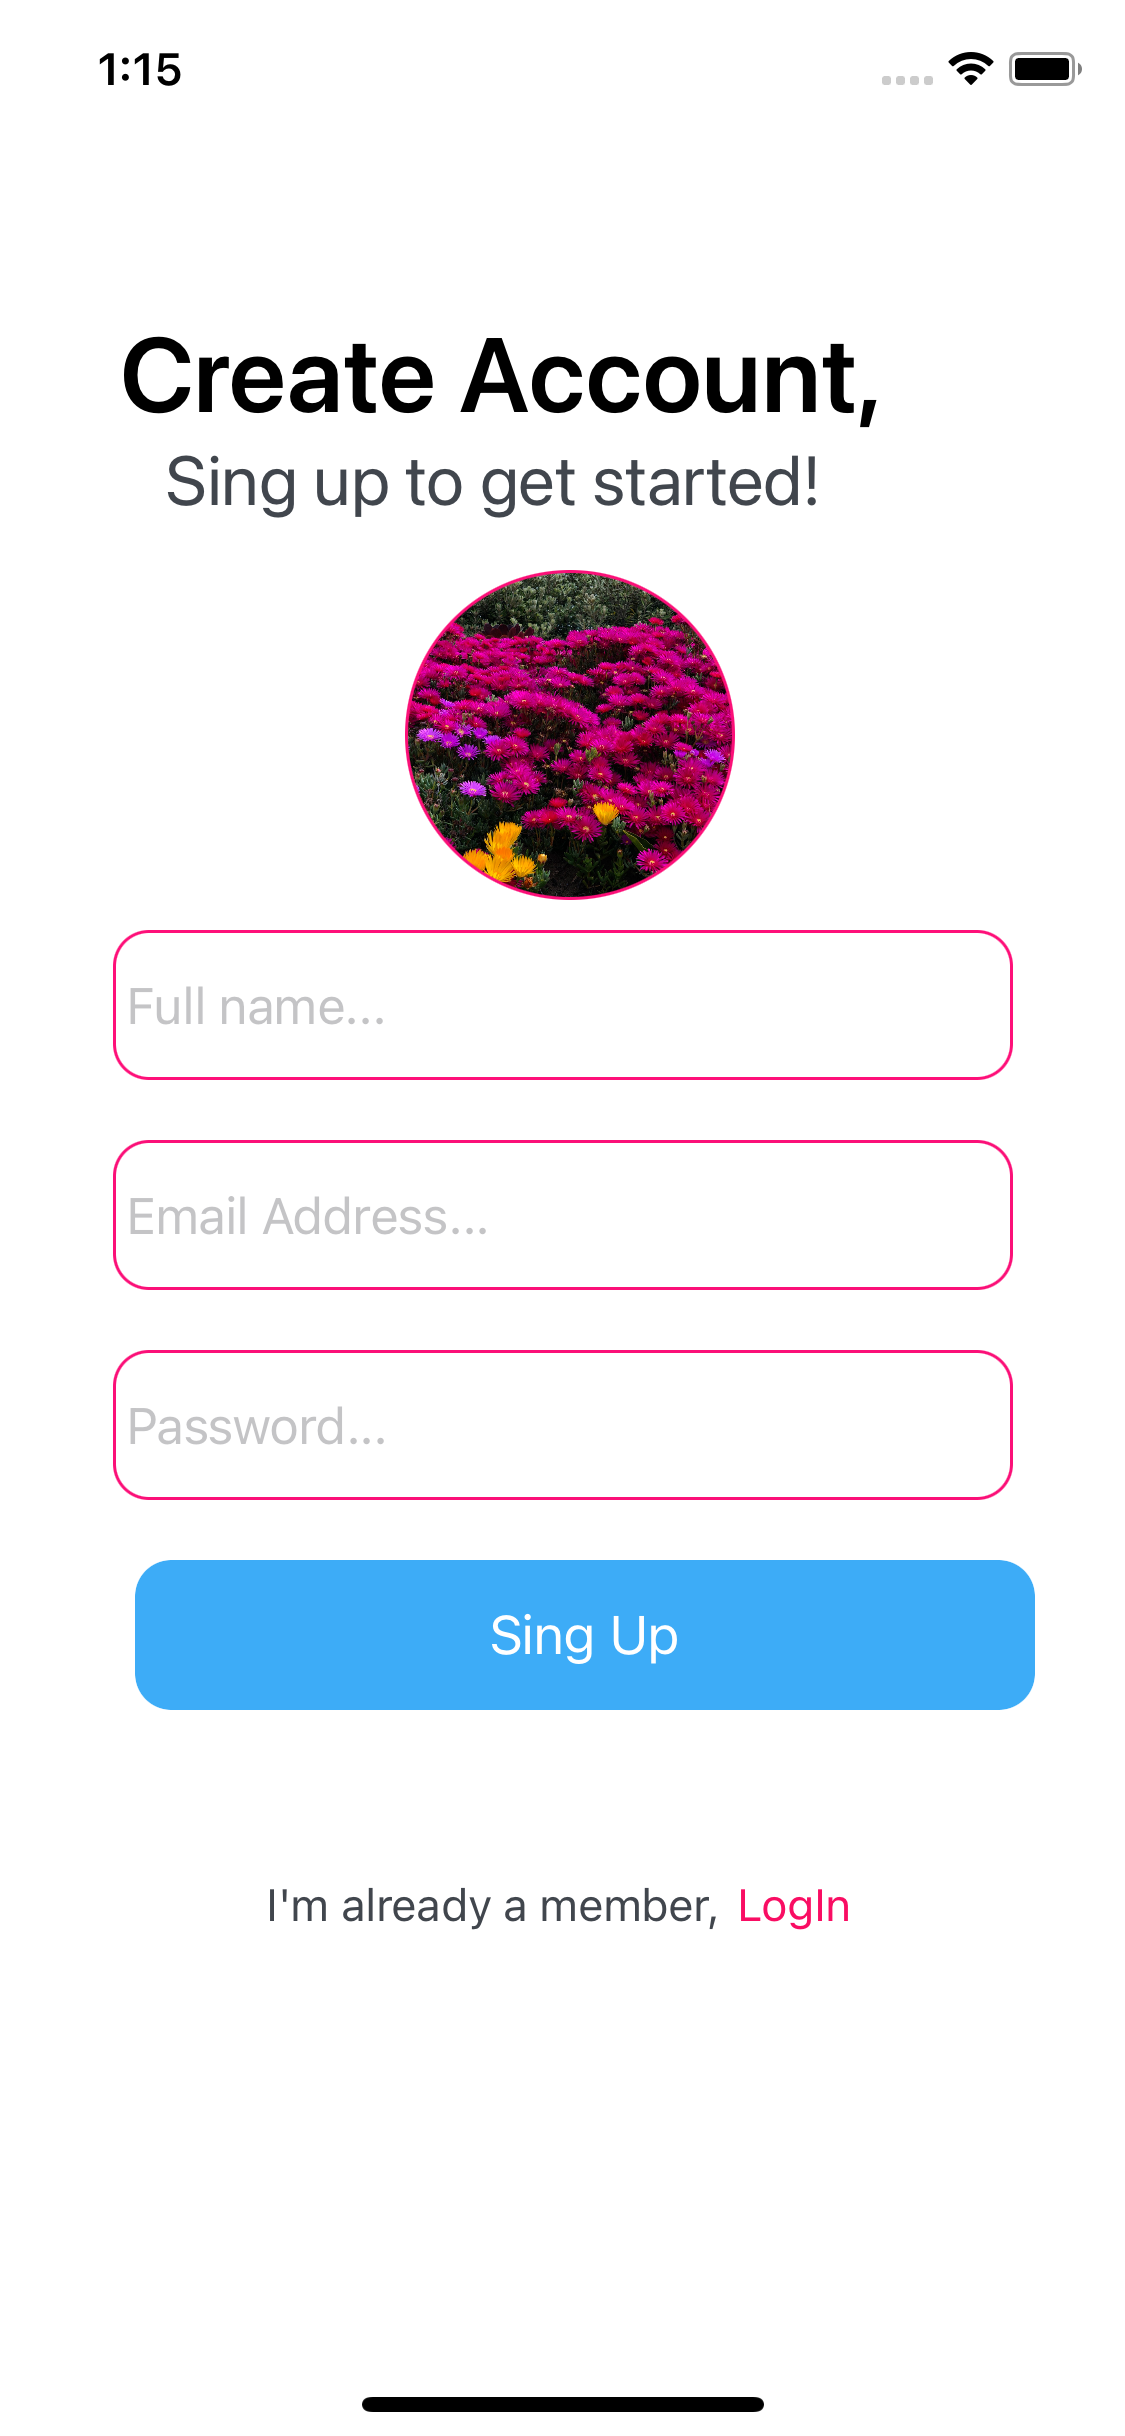 1:15
Create Account,
Sing up to get started!
Full name...
Email Address...
Password...
Sing Up
I'm already a member, LogIn